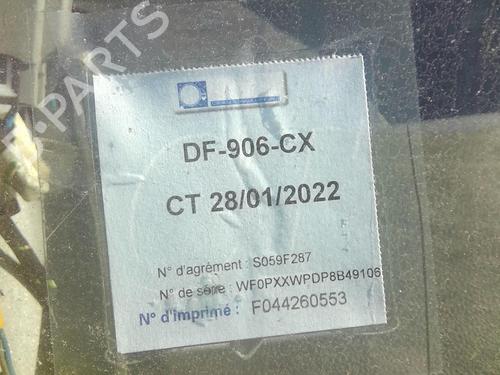 DF-906-CX
CT 28/01/2022
N° d'agrément : S059F287
N° de série : WF0PXXWPDP8B49106
N° d'imprimé : F044260553